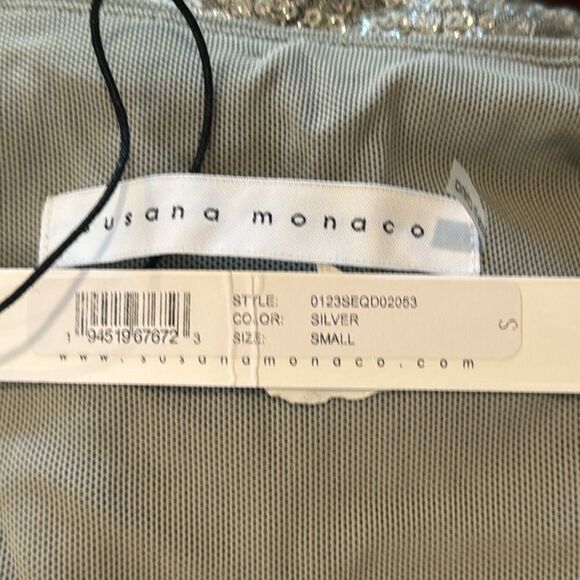 susana monaco
STYLE: 0123SEQD02053
COLOR: SILVER
SIZE: SMALL
1 94519 67672 3
S
www.susanamonaco.com